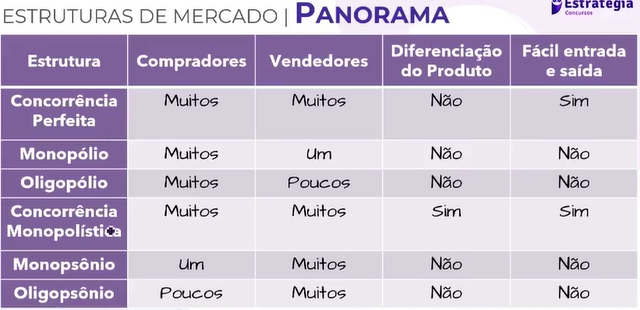 ESTRUTURAS DE MERCADO | PANORAMA
Estratégia
Concursos
Estrutura Compradores Vendedores Diferenciação do Produto Fácil entrada e saída
Concorrência Perfeita Muitos Muitos Não Sim
Monopólio Muitos Um Não Não
Oligopólio Muitos Poucos Não Não
Concorrência Monopolística Muitos Muitos Sim Sim
Monopsônio Um Muitos Não Não
Oligopsônio Poucos Muitos Não Não